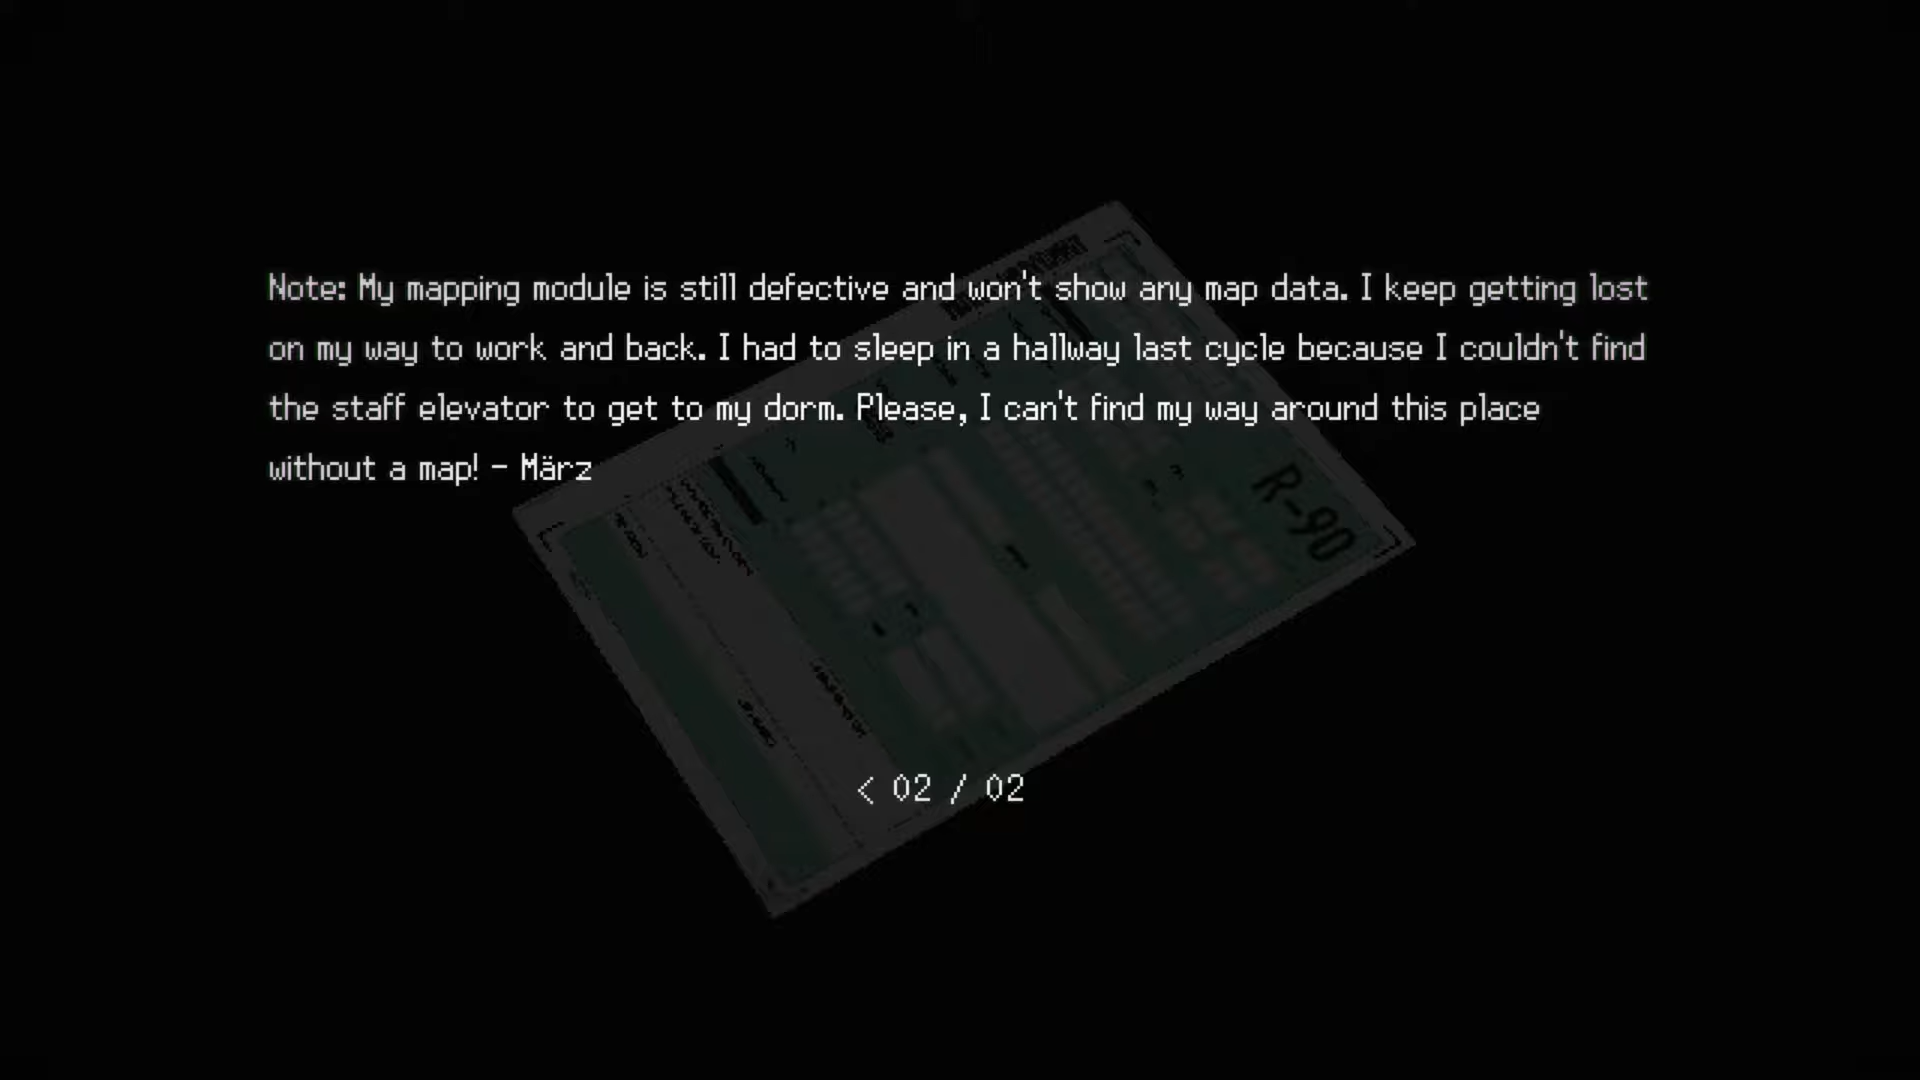 Note: My mapping module is still defective and won't show any map data. I keep getting lost
on my way to work and back. I had to sleep in a hallway last cycle because I couldn't find
the staff elevator to get to my dorm. Please, I can't find my way around this place
without a map! - März
R-90
< 02 / 02